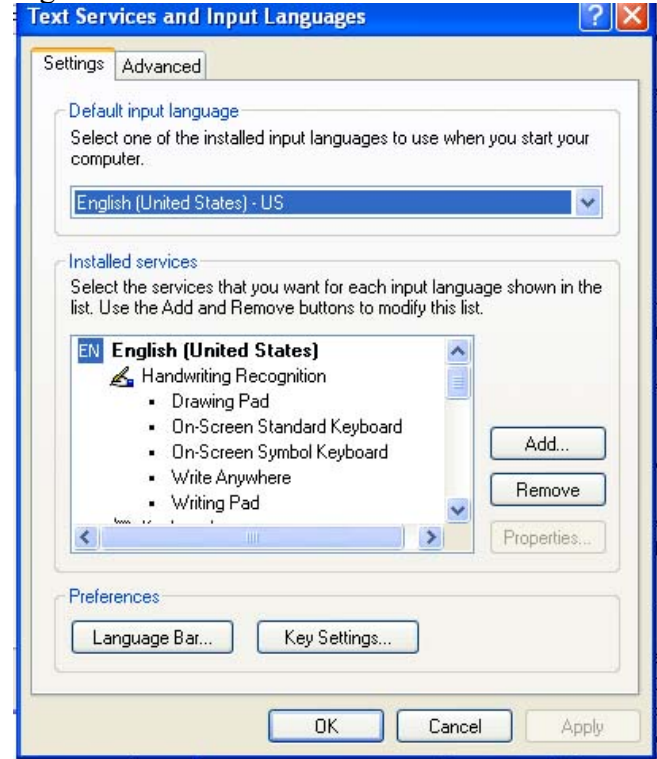 Text Services and Input Languages
Settings Advanced
Default input language
Select one of the installed input languages to use when you start your
computer.
English (United States) - US
Installed services
Select the services that you want for each input language shown in the
list. Use the Add and Remove buttons to modify this list.
EN English (United States)
Handwriting Recognition
▪ Drawing Pad
▪ On-Screen Standard Keyboard
▪ On-Screen Symbol Keyboard
▪ Write Anywhere
▪ Writing Pad
Add...
Remove
Properties...
Preferences
Language Bar... Key Settings...
OK Cancel Apply